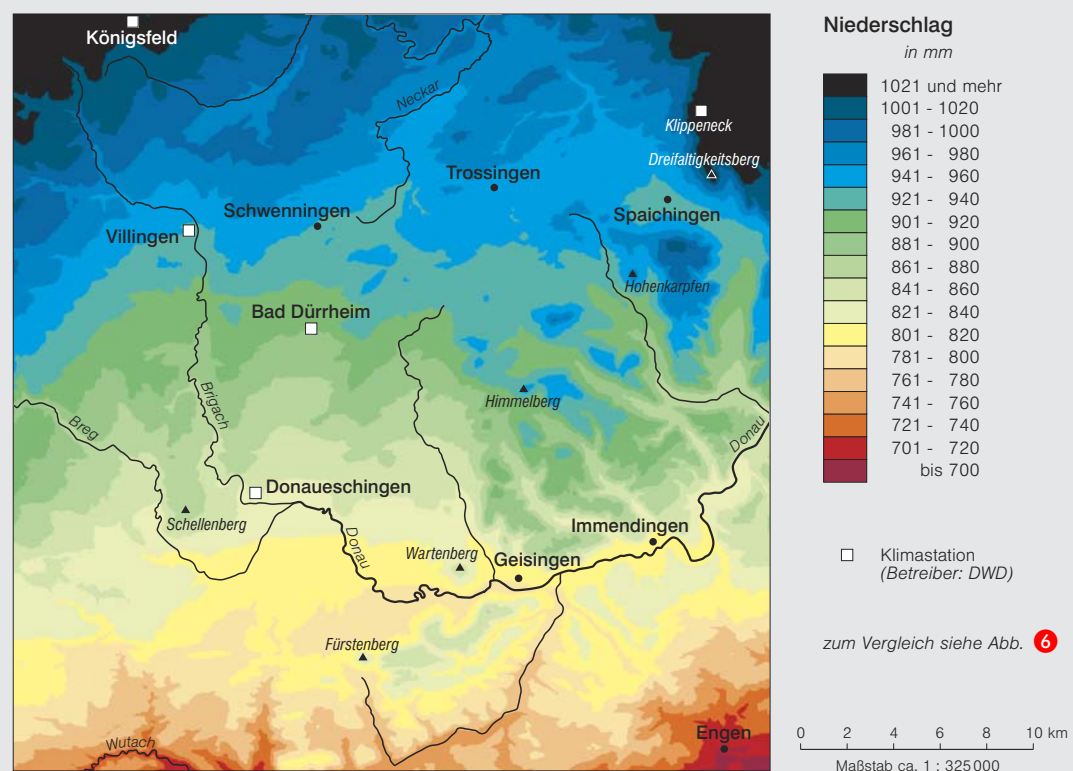 Königsfeld
Neckar
Klippeneck
Dreifaltigkeitsberg
Trossingen
Schwenningen
Spaichingen
Villingen
Hohenkarpfen
Bad Dürrheim
Himmelberg
Brigach
Breg
Donau
Donaueschingen
Schellenberg
Immendingen
Donau
Wartenberg
Geisingen
Fürstenberg
Engen
Wutach
Niederschlag
in mm
1021 und mehr
1001 - 1020
981 - 1000
961 - 980
941 - 960
921 - 940
901 - 920
881 - 900
861 - 880
841 - 860
821 - 840
801 - 820
781 - 800
761 - 780
741 - 760
721 - 740
701 - 720
bis 700
Klimastation
(Betreiber: DWD)
zum Vergleich siehe Abb. 6
0 2 4 6 8 10 km
Maßstab ca. 1 : 325 000